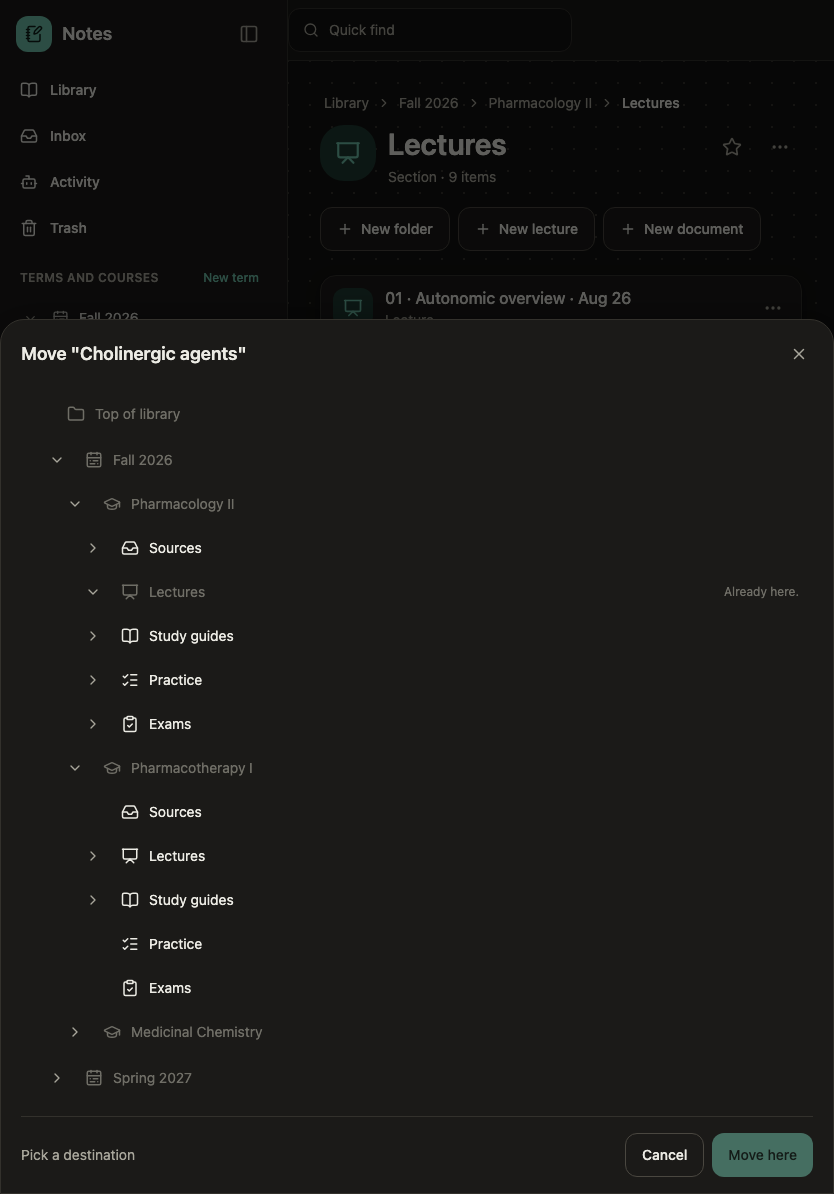 Notes
Quick find
Library
Inbox
Activity
Trash
TERMS AND COURSES New term
Fall 2026
Library > Fall 2026 > Pharmacology II > Lectures
Lectures
Section · 9 items
+ New folder
+ New lecture
+ New document
01 · Autonomic overview · Aug 26
Lecture
Move "Cholinergic agents"
Top of library
Fall 2026
Pharmacology II
Sources
Lectures Already here.
Study guides
Practice
Exams
Pharmacotherapy I
Sources
Lectures
Study guides
Practice
Exams
Medicinal Chemistry
Spring 2027
Pick a destination
Cancel
Move here